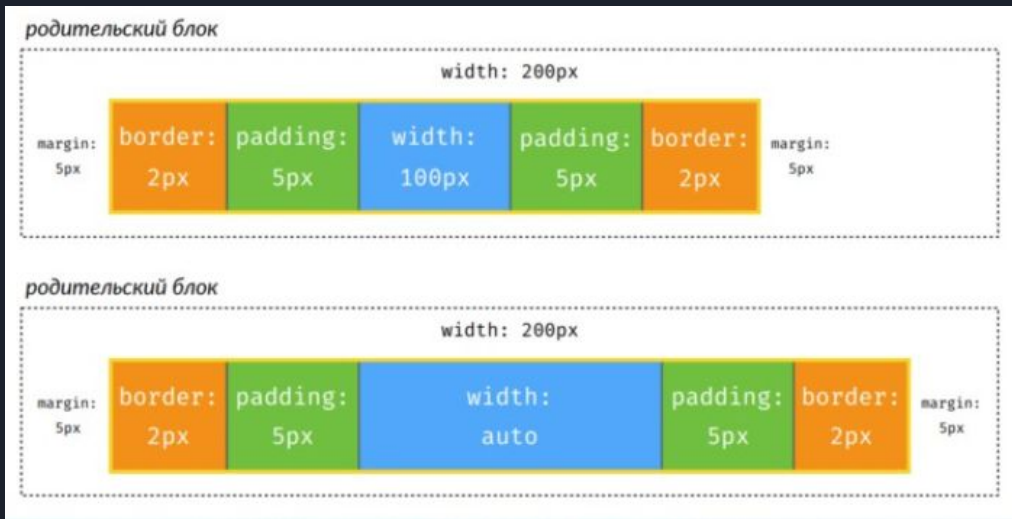 родительский блок
width: 200px
margin: 5px
border: 2px
padding: 5px
width: 100px
padding: 5px
border: 2px
margin: 5px
родительский блок
width: 200px
margin: 5px
border: 2px
padding: 5px
width: auto
padding: 5px
border: 2px
margin: 5px